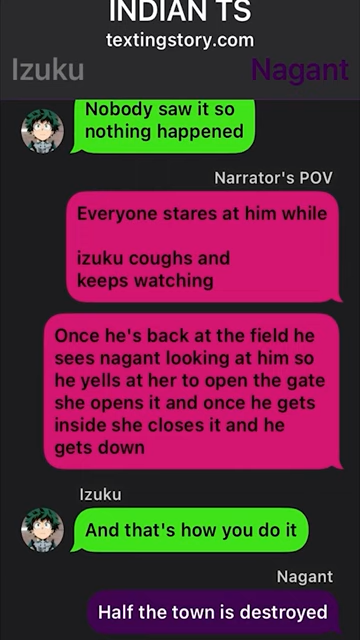 INDIAN TS
textingstory.com
Izuku
Nagant
Nobody saw it so
nothing happened
Narrator's POV
Everyone stares at him while
izuku coughs and
keeps watching
Once he's back at the field he
sees nagant looking at him so
he yells at her to open the gate
she opens it and once he gets
inside she closes it and he
gets down
Izuku
And that's how you do it
Nagant
Half the town is destroyed